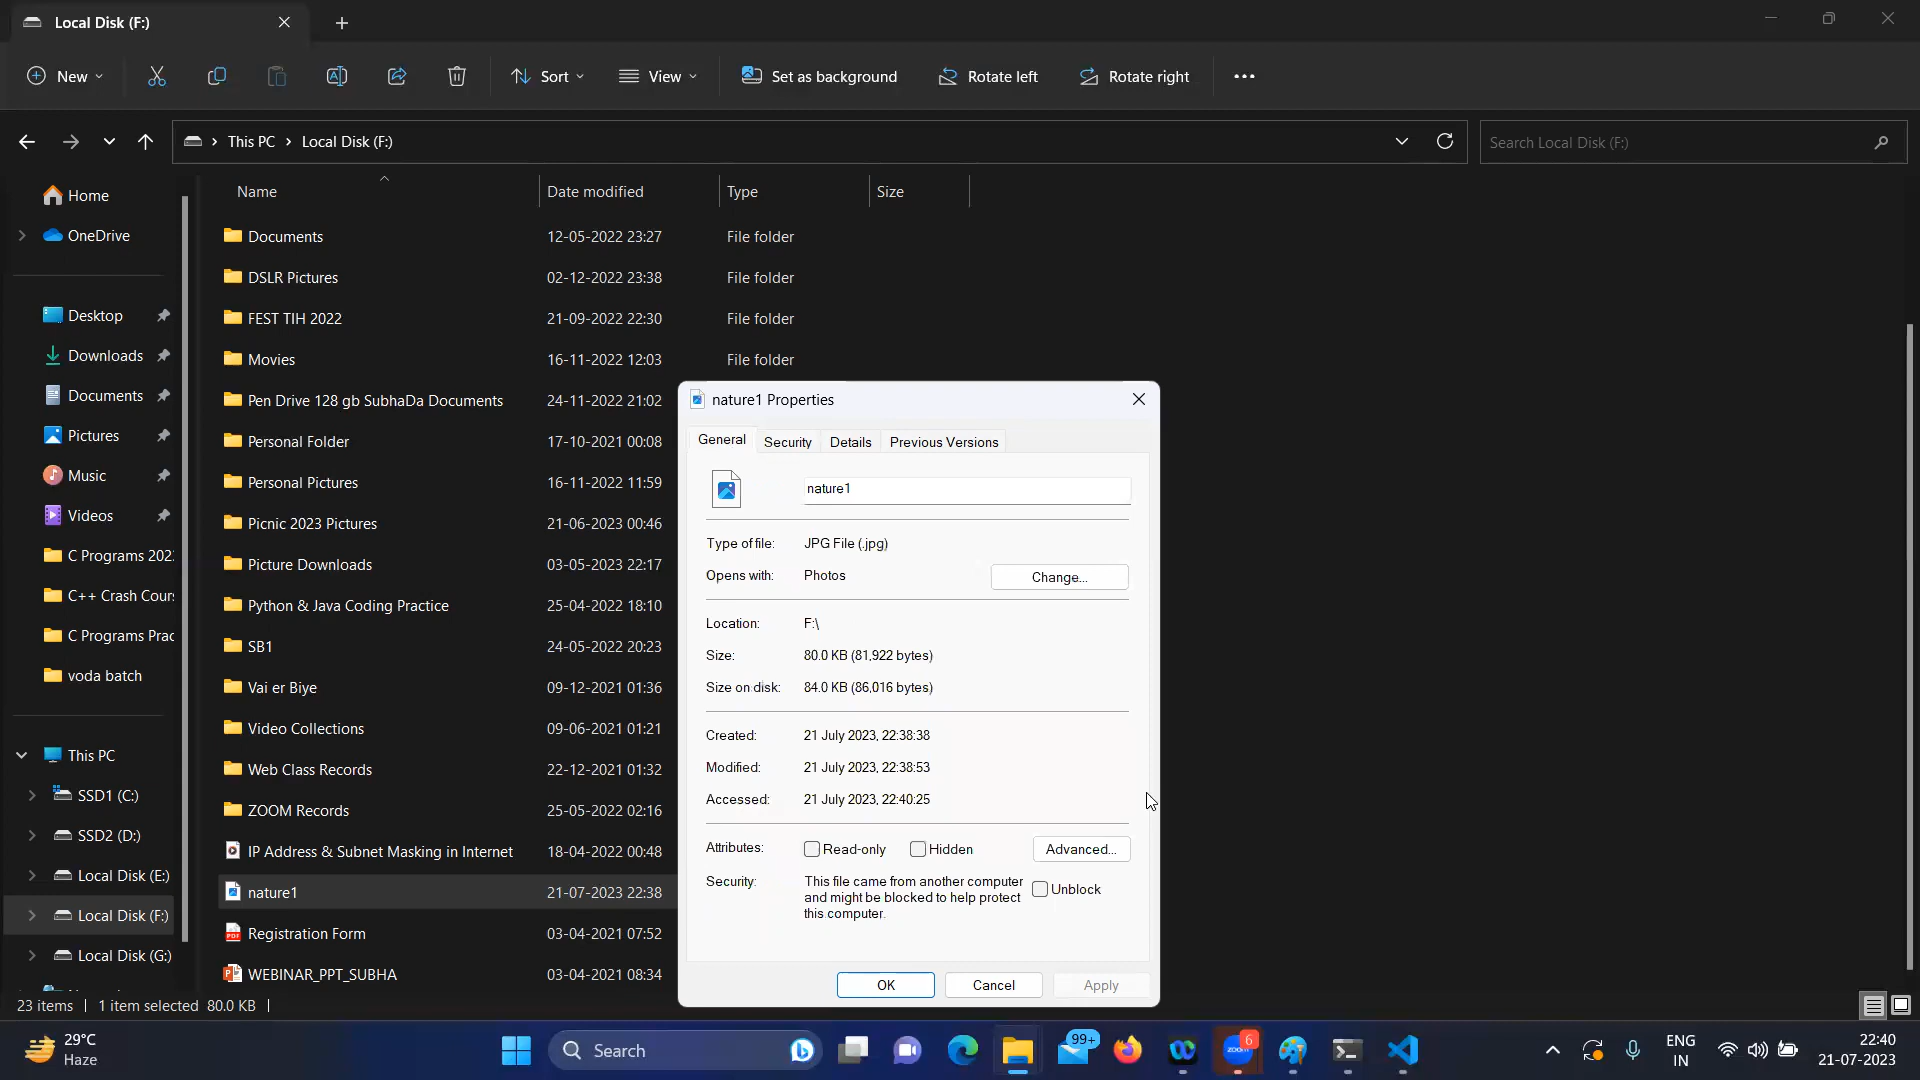 Local Disk (F:)
New
Sort
View
Set as background
Rotate left
Rotate right
This PC
Local Disk (F:)
Search Local Disk (F:)
Name
Date modified
Type
Size
Home
OneDrive
Desktop
Downloads
Documents
Pictures
Music
Videos
C Programs 202
C++ Crash Cour
C Programs Prac
voda batch
This PC
SSD1 (C:)
SSD2 (D:)
Local Disk (E:)
Local Disk (F:)
Local Disk (G:)
Documents 12-05-2022 23:27 File folder
DSLR Pictures 02-12-2022 23:38 File folder
FEST TIH 2022 21-09-2022 22:30 File folder
Movies 16-11-2022 12:03 File folder
Pen Drive 128 gb SubhaDa Documents 24-11-2022 21:02
Personal Folder 17-10-2021 00:08
Personal Pictures 16-11-2022 11:59
Picnic 2023 Pictures 21-06-2023 00:46
Picture Downloads 03-05-2022 22:17
Python & Java Coding Practice 25-04-2022 18:10
SB1 24-05-2022 20:23
Vai er Biye 09-12-2021 01:36
Video Collections 09-06-2021 01:21
Web Class Records 22-12-2021 01:32
ZOOM Records 25-05-2022 02:16
IP Address & Subnet Masking in Internet 18-04-2022 00:48
nature1 21-07-2023 22:38
Registration Form 03-04-2021 07:52
WEBINAR_PPT_SUBHA 03-04-2021 08:34
nature1 Properties
General
Security
Details
Previous Versions
nature1
Type of file: JPG File (.jpg)
Opens with: Photos
Change...
Location: F:\
Size: 80.0 KB (81,922 bytes)
Size on disk: 84.0 KB (86,016 bytes)
Created: 21 July 2023, 22:38:38
Modified: 21 July 2023, 22:38:53
Accessed: 21 July 2023, 22:40:25
Attributes: Read-only Hidden Advanced...
Security: This file came from another computer
and might be blocked to help protect
this computer.
Unblock
OK
Cancel
Apply
23 items
1 item selected 80.0 KB
29°C
Haze
Search
99+
zoom
6
ENG
IN
22:40
21-07-2023